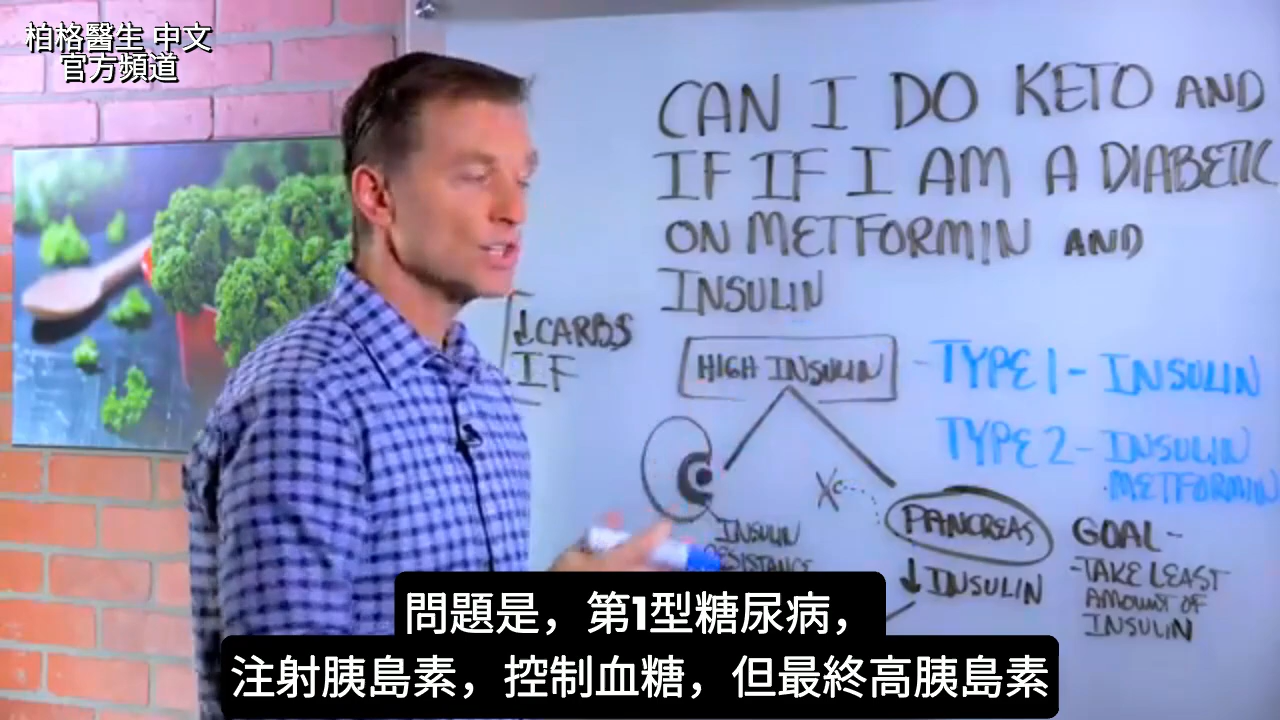 柏格醫生 中文
官方頻道
CAN I DO KETO AND
IF IF I AM A DIABETIC
ON METFORMIN AND
INSULIN
↓CARBS
IF
HIGH INSULIN
- TYPE 1 - INSULIN
TYPE 2 - INSULIN
METFORMIN
INSULIN
RESISTANCE
PANCREAS
↓INSULIN
GOAL -
- TAKE LEAST
AMOUNT OF
INSULIN
問題是，第1型糖尿病，
注射胰島素，控制血糖，但最終高胰島素